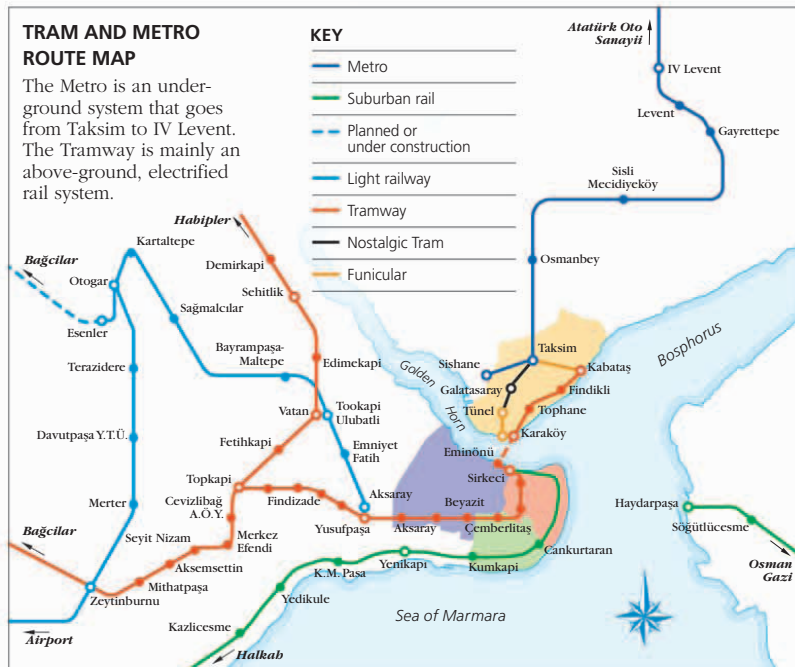 TRAM AND METRO
ROUTE MAP
The Metro is an under-
ground system that goes
from Taksim to IV Levent.
The Tramway is mainly an
above-ground, electrified
rail system.
KEY
Metro
Suburban rail
Planned or
under construction
Light railway
Tramway
Nostalgic Tram
Funicular
Atatürk Oto
Sanayii
IV Levent
Levent
Gayrettepe
Sisli
Mecidiyeköy
Osmanbey
Taksim
Sishane
Galatasaray
Tünel
Kabataş
Findikli
Tophane
Karaköy
Golden
Horn
Bosphorus
Habipler
Demirkapi
Sehitlik
Edimekapi
Vatan
Fetihkapi
Topkapi
Cevizlibağ
A.Ö.Y.
Merkez
Efendi
Seyit Nizam
Aksemsettin
Mithatpaşa
Zeytinburnu
Bağcilar
Kartaltepe
Otogar
Esenler
Sağmalcılar
Bayrampaşa-
Maltepe
Tookapi
Ulubatli
Emniyet
Fatih
Aksaray
Terazidere
Davutpaşa Y.T.Ü.
Merter
Bağcilar
Airport
Findizade
Yusufpaşa
Aksaray
Beyazit
Çemberlitaş
Sirkeci
Eminönü
Cankurtaran
Kumkapi
Yenikapı
K.M. Pasa
Yedikule
Kazlicesme
Halkalı
Sea of Marmara
Haydarpaşa
Söğütlücesme
Osman
Gazi